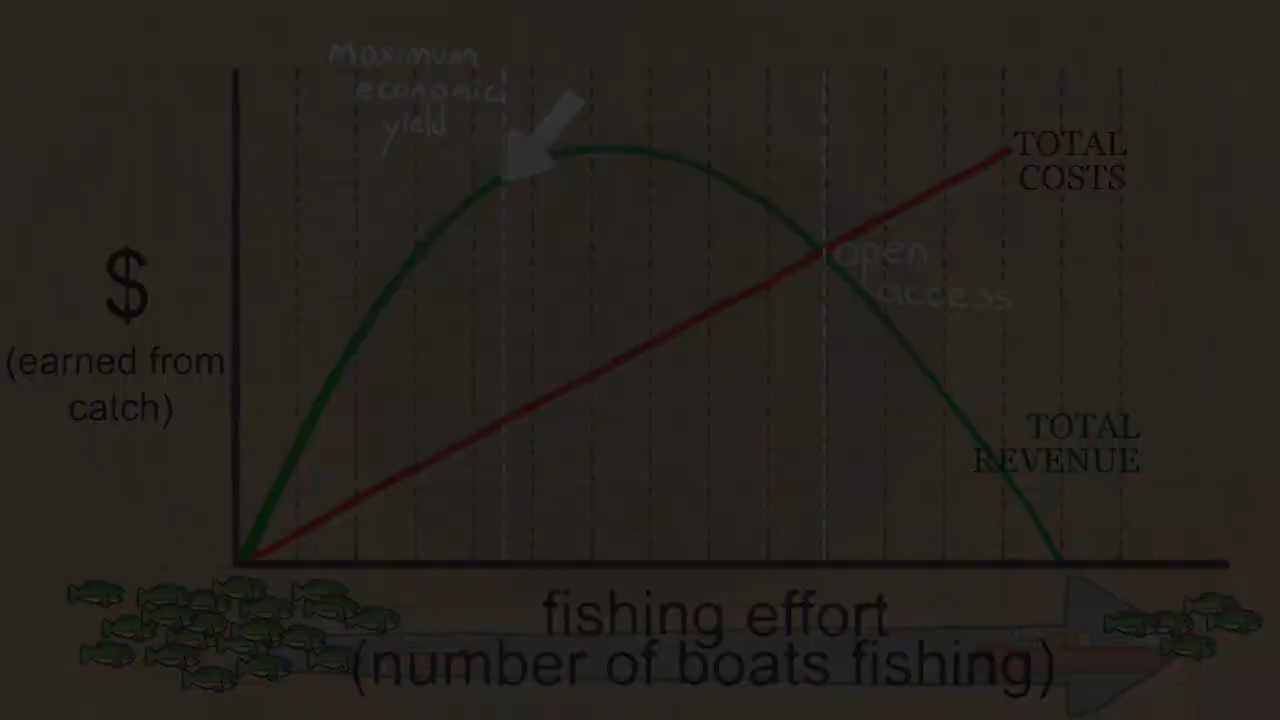 maximum
economic
yield
TOTAL
COSTS
open
access
$
(earned from
catch)
TOTAL
REVENUE
fishing effort
(number of boats fishing)